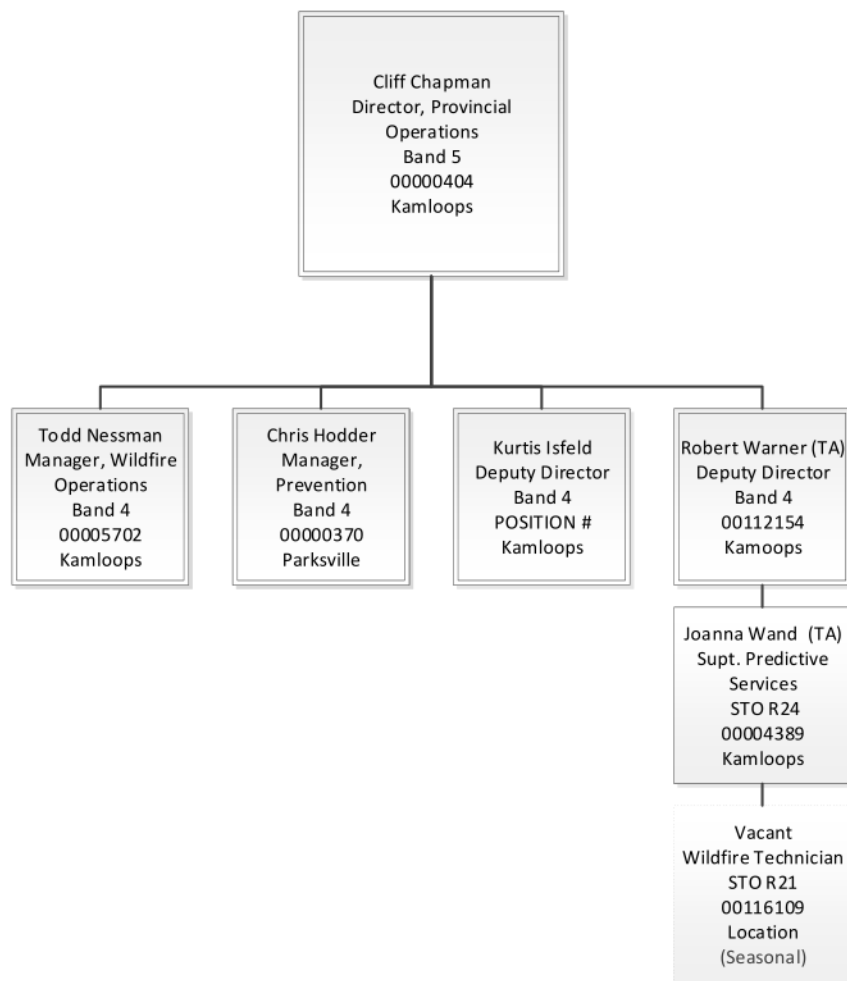 Cliff Chapman
Director, Provincial
Operations
Band 5
00000404
Kamloops
Todd Nessman
Manager, Wildfire
Operations
Band 4
00005702
Kamloops
Chris Hodder
Manager,
Prevention
Band 4
00000370
Parksville
Kurtis Isfeld
Deputy Director
Band 4
POSITION #
Kamloops
Robert Warner (TA)
Deputy Director
Band 4
00112154
Kamoops
Joanna Wand (TA)
Supt. Predictive
Services
STO R24
00004389
Kamloops
Vacant
Wildfire Technician
STO R21
00116109
Location
(Seasonal)